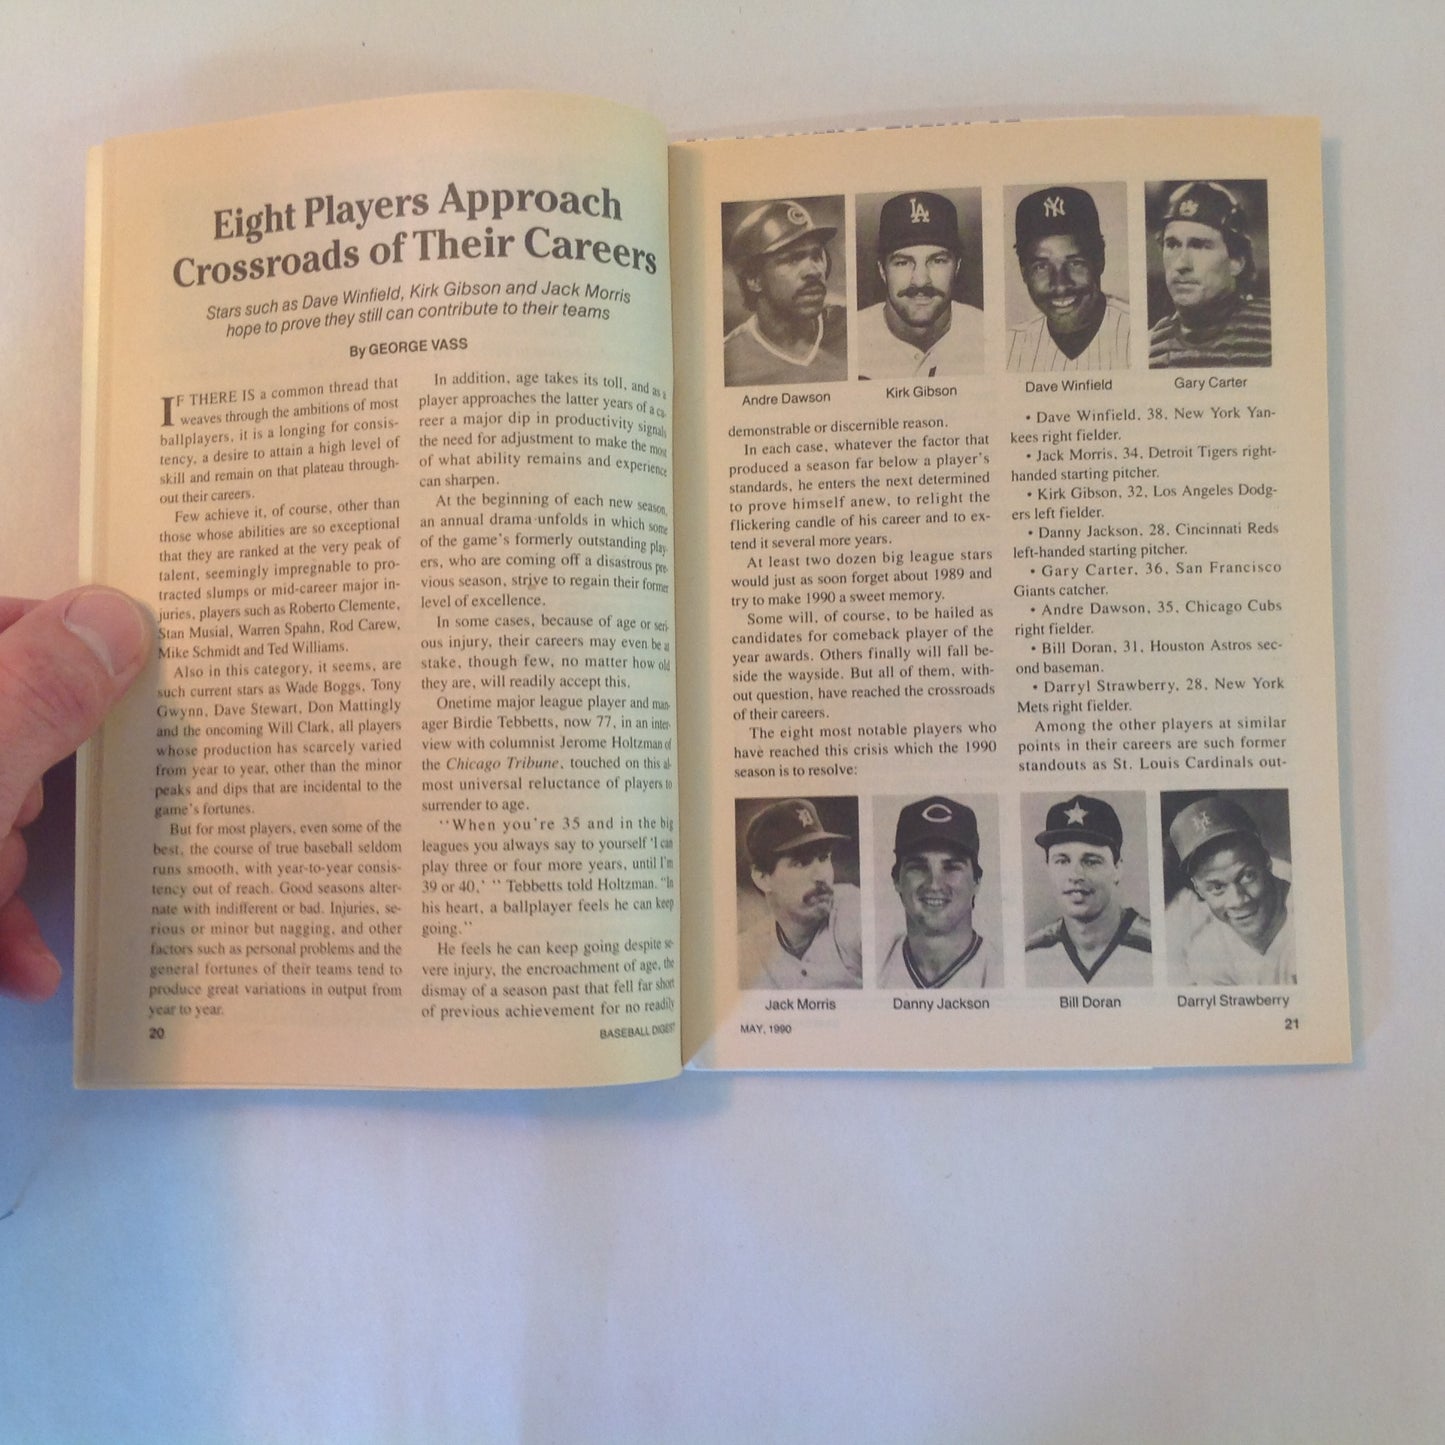 Eight Players Approach
Crossroads of Their Careers
Stars such as Dave Winfield, Kirk Gibson and Jack Morris
hope to prove they still can contribute to their teams
By GEORGE VASS
IF THERE IS a common thread that
weaves through the ambitions of most
ballplayers, it is a longing for consis-
tency, a desire to attain a high level of
skill and remain on that plateau through-
out their careers.
Few achieve it, of course, other than
those whose abilities are so exceptional
that they are ranked at the very peak of
talent, seemingly impregnable to pro-
tracted slumps or mid-career major in-
juries, players such as Roberto Clemente,
Stan Musial, Warren Spahn, Rod Carew,
Mike Schmidt and Ted Williams.
Also in this category, it seems, are
such current stars as Wade Boggs, Tony
Gwynn, Dave Stewart, Don Mattingly
and the oncoming Will Clark, all players
whose production has scarcely varied
from year to year, other than the minor
peaks and dips that are incidental to the
game's fortunes.
But for most players, even some of the
best, the course of true baseball seldom
runs smooth, with year-to-year consis-
tency out of reach. Good seasons alter-
nate with indifferent or bad. Injuries, se-
rious or minor but nagging, and other
factors such as personal problems and the
general fortunes of their teams tend to
produce great variations in output from
year to year.
20
In addition, age takes its toll, and as a
player approaches the latter years of a ca-
reer a major dip in productivity signals
the need for adjustment to make the most
of what ability remains and experience
can sharpen.
At the beginning of each new season,
an annual drama unfolds in which some
of the game's formerly outstanding play-
ers, who are coming off a disastrous pre-
vious season, strive to regain their former
level of excellence.
In some cases, because of age or seri-
ous injury, their careers may even be at
stake, though few, no matter how old
they are, will readily accept this.
Onetime major league player and man-
ager Birdie Tebbetts, now 77, in an inter-
view with columnist Jerome Holtzman of
the Chicago Tribune, touched on this al-
most universal reluctance of players to
surrender to age.
"When you're 35 and in the big
leagues you always say to yourself 'I can
play three or four more years, until I'm
39 or 40,' " Tebbetts told Holtzman. "In
his heart, a ballplayer feels he can keep
going."
He feels he can keep going despite se-
vere injury, the encroachment of age, the
dismay of a season past that fell far short
of previous achievement for no readily
BASEBALL DIGEST
C
LA
NY
Andre Dawson
Kirk Gibson
Dave Winfield
Gary Carter
demonstrable or discernible reason.
In each case, whatever the factor that
produced a season far below a player's
standards, he enters the next determined
to prove himself anew, to relight the
flickering candle of his career and to ex-
tend it several more years.
At least two dozen big league stars
would just as soon forget about 1989 and
try to make 1990 a sweet memory.
Some will, of course, to be hailed as
candidates for comeback player of the
year awards. Others finally will fall be-
side the wayside. But all of them, with-
out question, have reached the crossroads
of their careers.
The eight most notable players who
have reached this crisis which the 1990
season is to resolve:
• Dave Winfield, 38, New York Yan-
kees right fielder.
• Jack Morris, 34, Detroit Tigers right-
handed starting pitcher.
• Kirk Gibson, 32, Los Angeles Dodg-
ers left fielder.
• Danny Jackson, 28, Cincinnati Reds
left-handed starting pitcher.
• Gary Carter, 36, San Francisco
Giants catcher.
• Andre Dawson, 35, Chicago Cubs
right fielder.
• Bill Doran, 31, Houston Astros sec-
ond baseman.
• Darryl Strawberry, 28, New York
Mets right fielder.
Among the other players at similar
points in their careers are such former
standouts as St. Louis Cardinals out-
D
C
NY
Jack Morris
Danny Jackson
Bill Doran
Darryl Strawberry
MAY, 1990
21